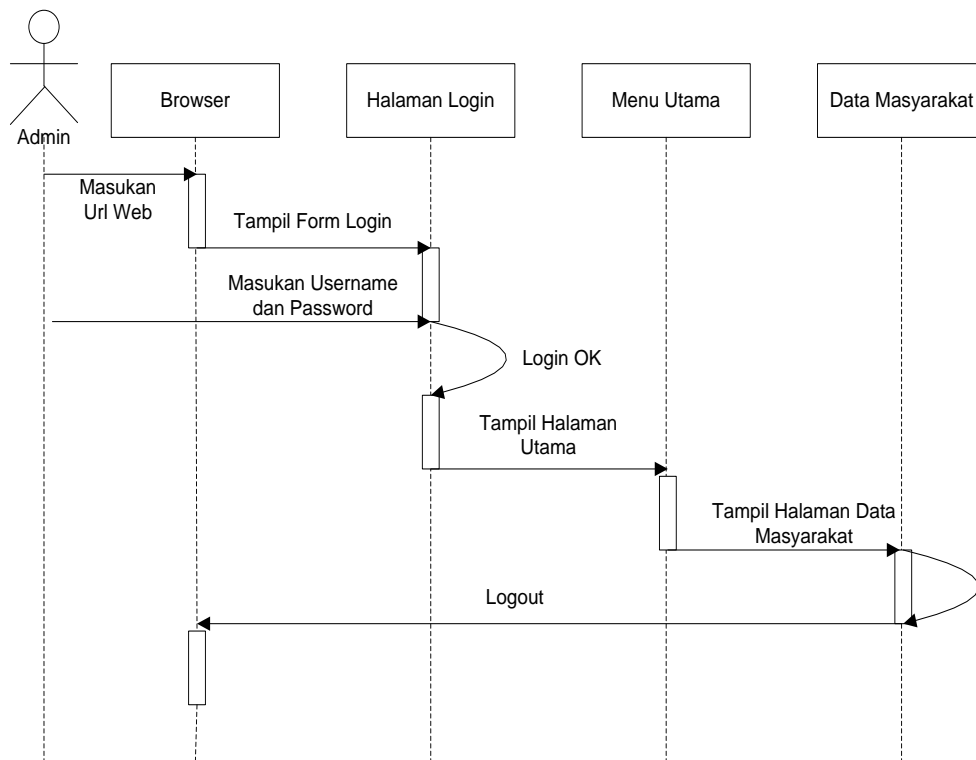 Admin
Browser
Halaman Login
Menu Utama
Data Masyarakat
Masukan
Url Web
Tampil Form Login
Masukan Username
dan Password
Login OK
Tampil Halaman
Utama
Tampil Halaman Data
Masyarakat
Logout